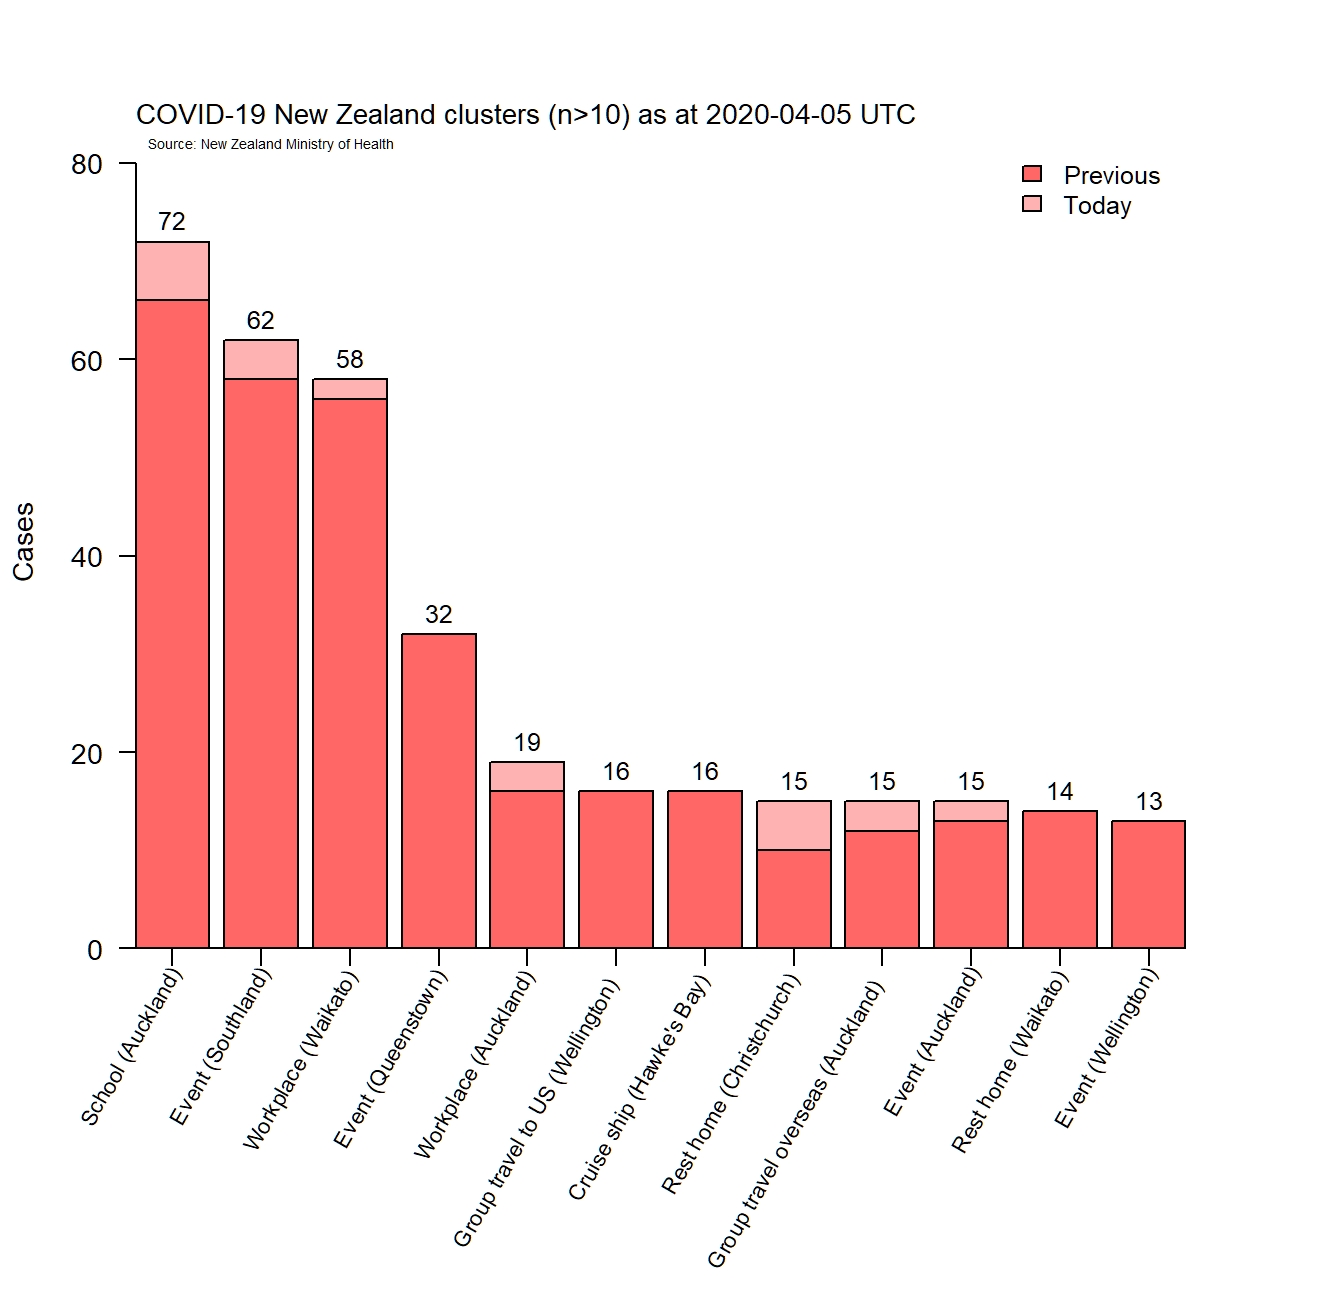 COVID-19 New Zealand clusters (n>10) as at 2020-04-05 UTC
Source: New Zealand Ministry of Health
Previous
Today
Cases
80
60
40
20
0
72
62
58
32
19
16
16
15
15
15
14
13
School (Auckland)
Event (Southland)
Workplace (Waikato)
Event (Queenstown)
Workplace (Auckland)
Group travel to US (Wellington)
Cruise ship (Hawke's Bay)
Rest home (Christchurch)
Group travel overseas (Auckland)
Event (Auckland)
Rest home (Waikato)
Event (Wellington)